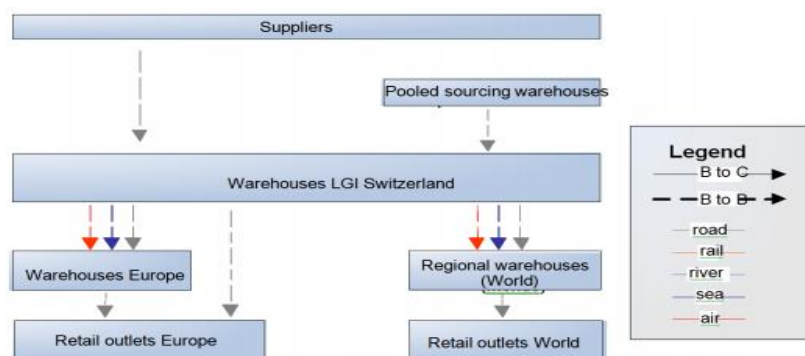 Suppliers
Pooled sourcing warehouses
Warehouses LGI Switzerland
Warehouses Europe
Regional warehouses
(World)
Retail outlets Europe
Retail outlets World
Legend
B to C
B to B
road
rail
river
sea
air